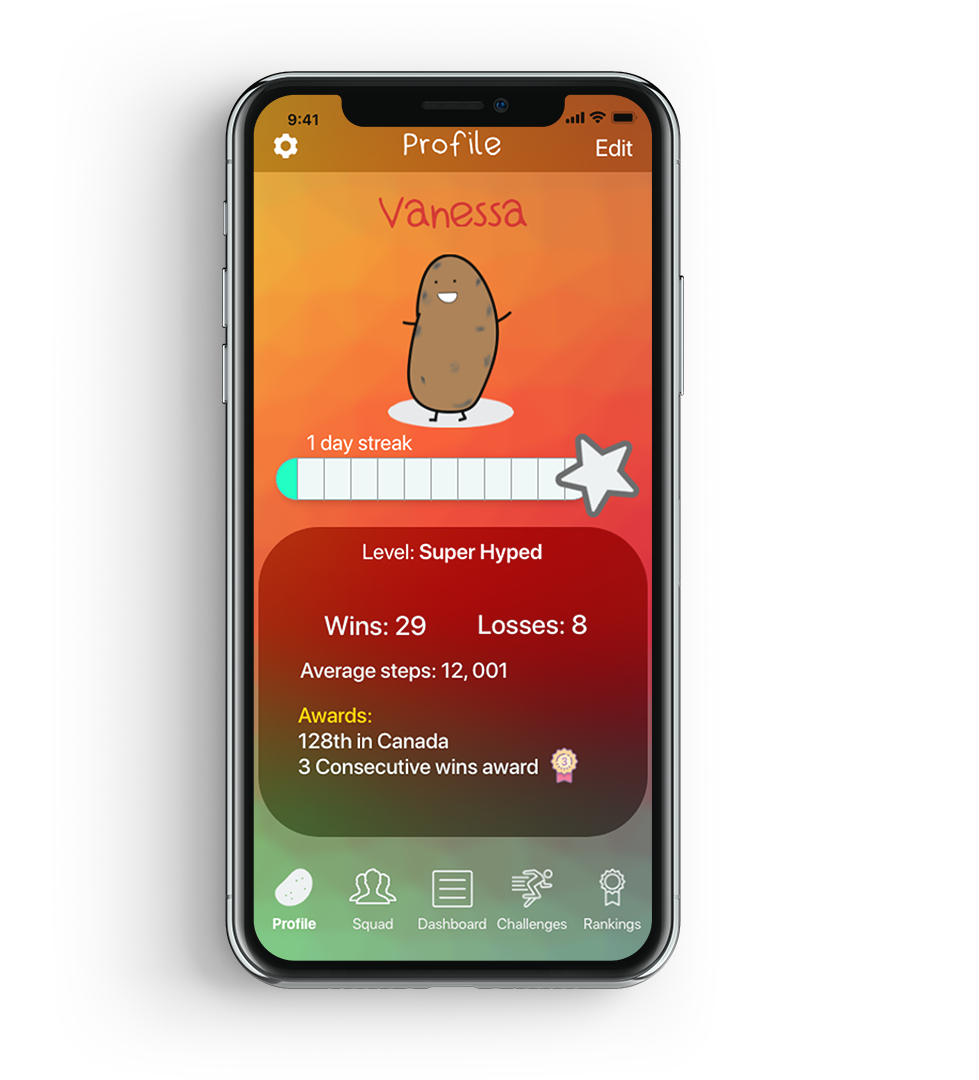 9:41
Profile
Edit
Vanessa
1 day streak
Level: Super Hyped
Wins: 29 Losses: 8
Average steps: 12, 001
Awards:
128th in Canada
3 Consecutive wins award 3
Profile Squad Dashboard Challenges Rankings